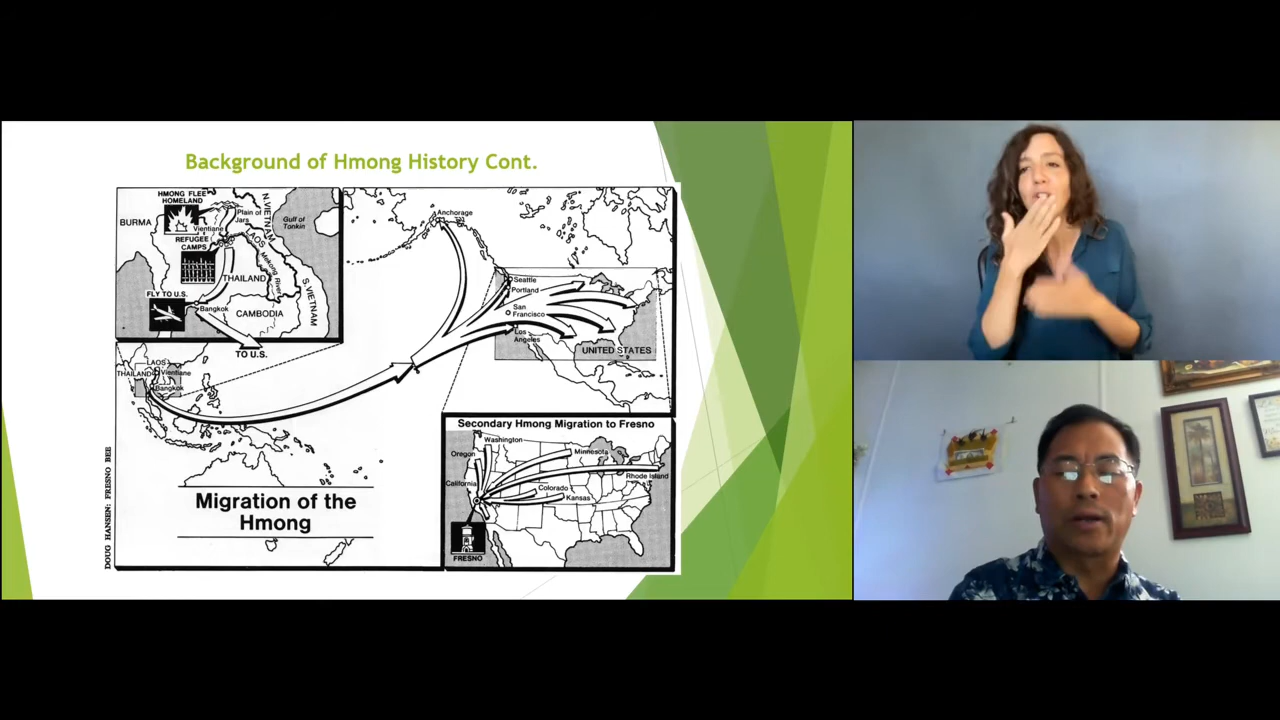 Background of Hmong History Cont.
HMONG FLEE
HOMELAND
BURMA
Plain of
Jars
N. VIETNAM
Gulf of
Tonkin
Vientiane
REFUGEE
CAMPS
LAOS
Mekong River
THAILAND
S. VIETNAM
FLY TO U.S.
Bangkok
CAMBODIA
TO U.S.
Anchorage
Seattle
Portland
San
Francisco
Los
Angeles
UNITED STATES
LAOS
THAILAND
Vientiane
Bangkok
Secondary Hmong Migration to Fresno
Washington
Oregon
Minnesota
California
Rhode Island
Colorado
Kansas
FRESNO
Migration of the
Hmong
DOUG HANSEN: FRESNO BEE